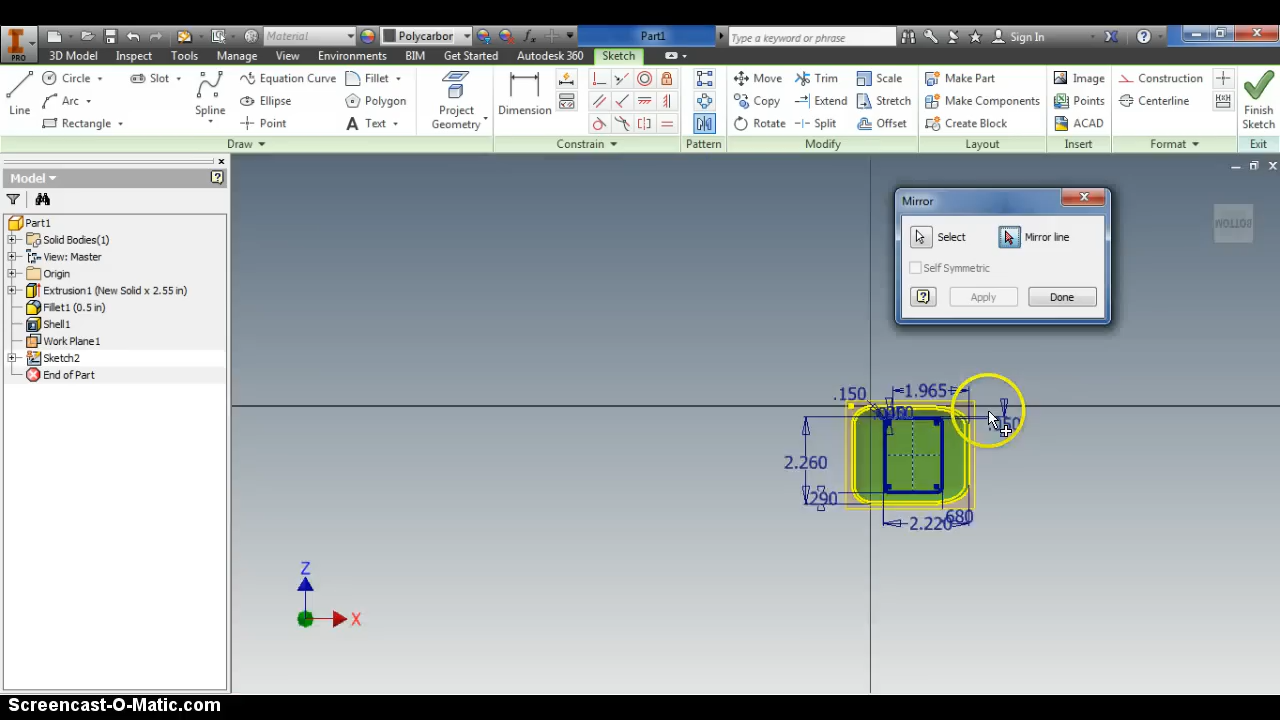 Material
Polycarbor
Part1
Type a keyword or phrase
Sign In
PRO
3D Model
Inspect
Tools
Manage
View
Environments
BIM
Get Started
Autodesk 360
Sketch
Line
Circle
Arc
Rectangle
Slot
Spline
Equation Curve
Ellipse
Point
Fillet
Polygon
Text
Project
Geometry
Dimension
Move
Copy
Rotate
Trim
Extend
Split
Scale
Stretch
Offset
Make Part
Make Components
Create Block
Image
Points
ACAD
Construction
Centerline
Finish
Sketch
Draw
Constrain
Pattern
Modify
Layout
Insert
Format
Exit
Model
Part1
Solid Bodies(1)
View: Master
Origin
Extrusion1 (New Solid x 2.55 in)
Fillet1 (0.5 in)
Shell1
Work Plane1
Sketch2
End of Part
Mirror
Select
Mirror line
Self Symmetric
Apply
Done
BOTTOM
.150
1.965
2.260
.290
2.220
.680
Z
X
Screencast-O-Matic.com